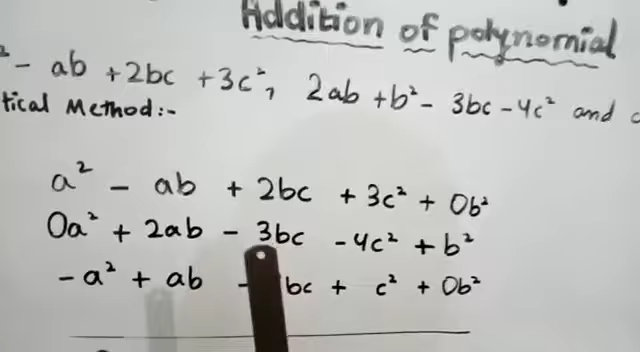 Addition of polynomial
² - ab + 2bc + 3c², 2ab + b² - 3bc - 4c² and
tical Method:-
a² - ab + 2bc + 3c² + 0b²
0a² + 2ab - 3bc - 4c² + b²
-a² + ab - bc + c² + 0b²